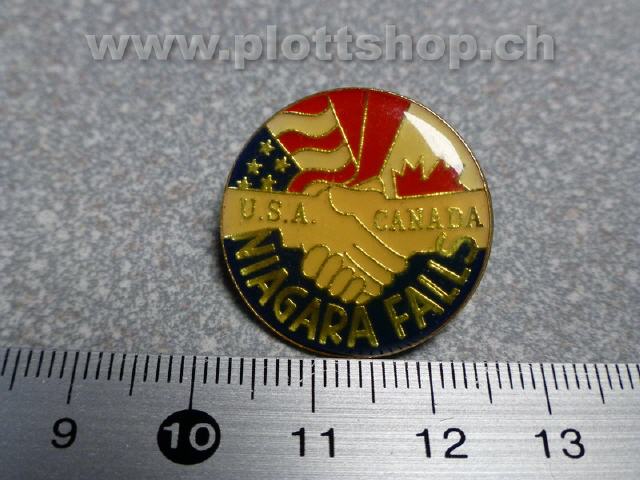 www.plottshop.ch
U.S.A. CANADA
NIAGARA FALLS
9 10 11 12 13